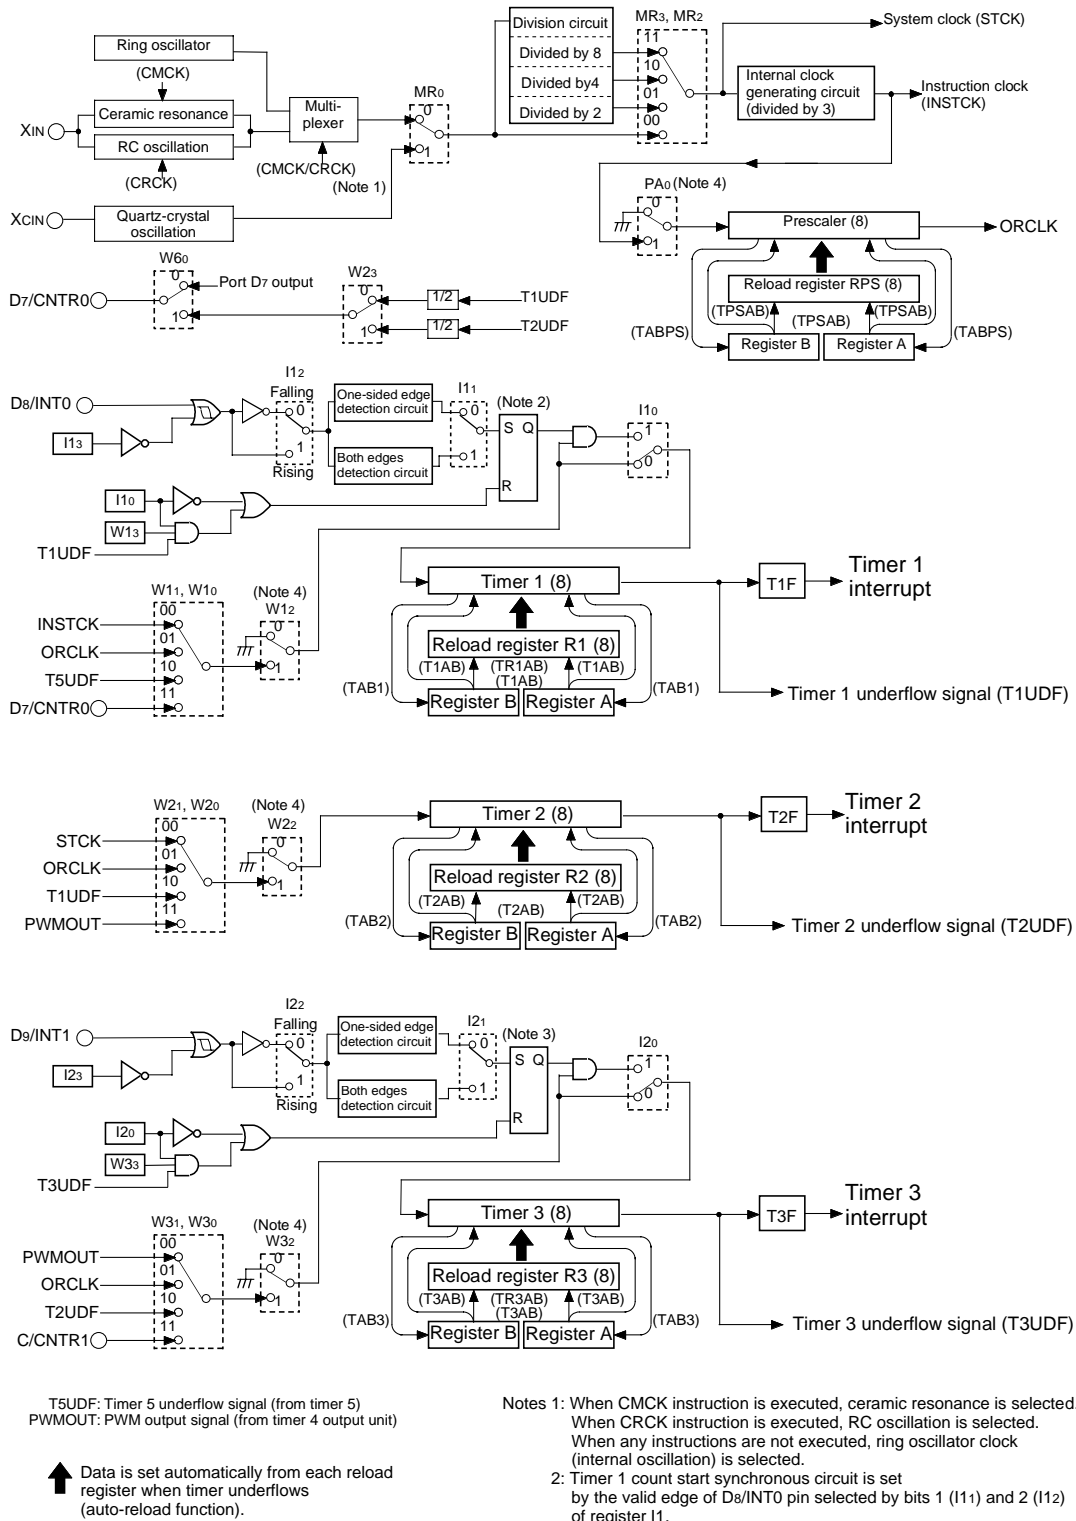 Ring oscillator
(CMCK)
Ceramic resonance
XIN
RC oscillation
(CRCK)
Multi-
plexer
(CMCK/CRCK)
(Note 1)
XCIN
Quartz-crystal
oscillation
MR0
0
1
Division circuit
Divided by 8
Divided by4
Divided by 2
MR3, MR2
11
10
01
00
System clock (STCK)
Internal clock
generating circuit
(divided by 3)
Instruction clock
(INSTCK)
PA0 (Note 4)
0
1
Prescaler (8)
ORCLK
Reload register RPS (8)
(TPSAB)
(TPSAB)
(TPSAB)
(TABPS)
(TABPS)
Register B
Register A
W60
0
Port D7 output
1
D7/CNTR0
W23
0
1
1/2
T1UDF
1/2
T2UDF
D8/INT0
I13
I12
Falling
0
1
Rising
One-sided edge
detection circuit
Both edges
detection circuit
I11
0
1
(Note 2)
S Q
R
I10
1
0
I10
W13
T1UDF
W11, W10
00
INSTCK
01
ORCLK
10
T5UDF
11
D7/CNTR0
(Note 4)
W12
0
1
Timer 1 (8)
Reload register R1 (8)
(T1AB)
(TR1AB)
(T1AB)
(T1AB)
(TAB1)
(TAB1)
Register B
Register A
T1F
Timer 1
interrupt
Timer 1 underflow signal (T1UDF)
W21, W20
00
STCK
01
ORCLK
10
T1UDF
11
PWMOUT
(Note 4)
W22
0
1
Timer 2 (8)
Reload register R2 (8)
(T2AB)
(T2AB)
(T2AB)
(TAB2)
(TAB2)
Register B
Register A
T2F
Timer 2
interrupt
Timer 2 underflow signal (T2UDF)
D9/INT1
I23
I22
Falling
0
1
Rising
One-sided edge
detection circuit
Both edges
detection circuit
I21
0
1
(Note 3)
S Q
R
I20
1
0
I20
W33
T3UDF
W31, W30
00
PWMOUT
01
ORCLK
10
T2UDF
11
C/CNTR1
(Note 4)
W32
0
1
Timer 3 (8)
Reload register R3 (8)
(T3AB)
(TR3AB)
(T3AB)
(T3AB)
(TAB3)
(TAB3)
Register B
Register A
T3F
Timer 3
interrupt
Timer 3 underflow signal (T3UDF)
T5UDF: Timer 5 underflow signal (from timer 5)
PWMOUT: PWM output signal (from timer 4 output unit)
Data is set automatically from each reload
register when timer underflows
(auto-reload function).
Notes 1: When CMCK instruction is executed, ceramic resonance is selected.
When CRCK instruction is executed, RC oscillation is selected.
When any instructions are not executed, ring oscillator clock
(internal oscillation) is selected.
2: Timer 1 count start synchronous circuit is set
by the valid edge of D8/INT0 pin selected by bits 1 (I11) and 2 (I12)
of register I1.